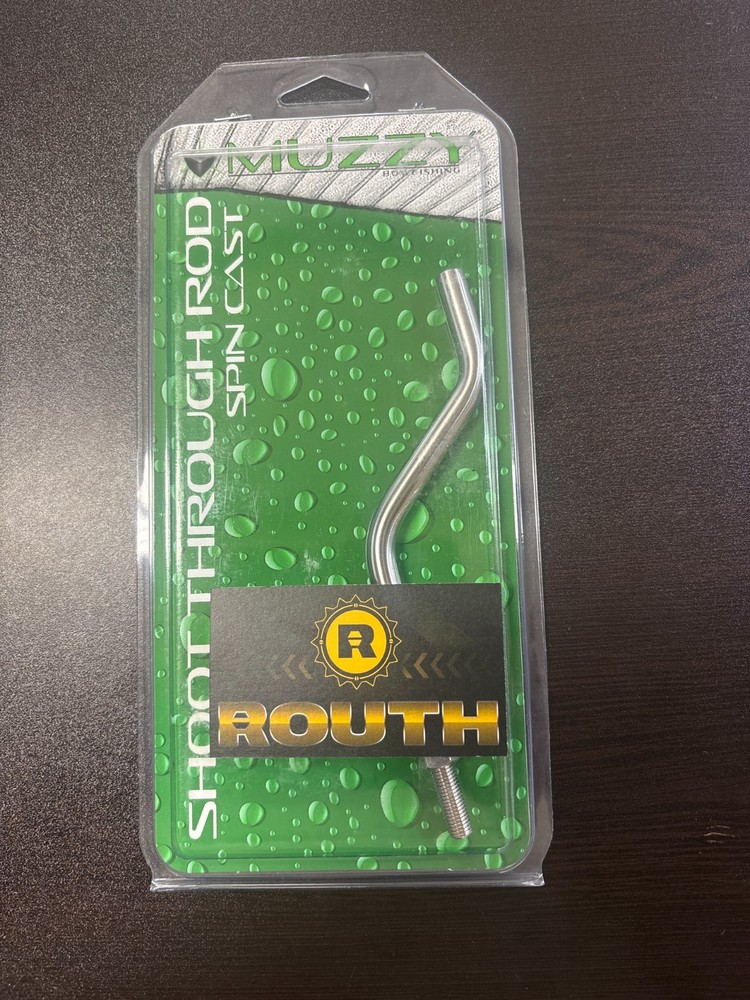 MUZZY
BOWFISHING
SHOOT THROUGH ROD
SPIN CAST
R
ROUTH